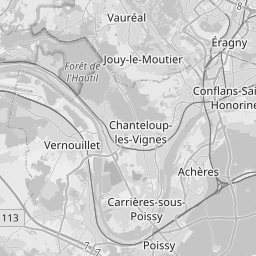 8
Vauréal
Éragny
Jouy-le-Moutier
Forêt de
l'Hautil
Conflans-Sai
Honorine
Chanteloup-
les-Vignes
Vernouillet
Achères
Carrières-sous-
Poissy
113
Poissy